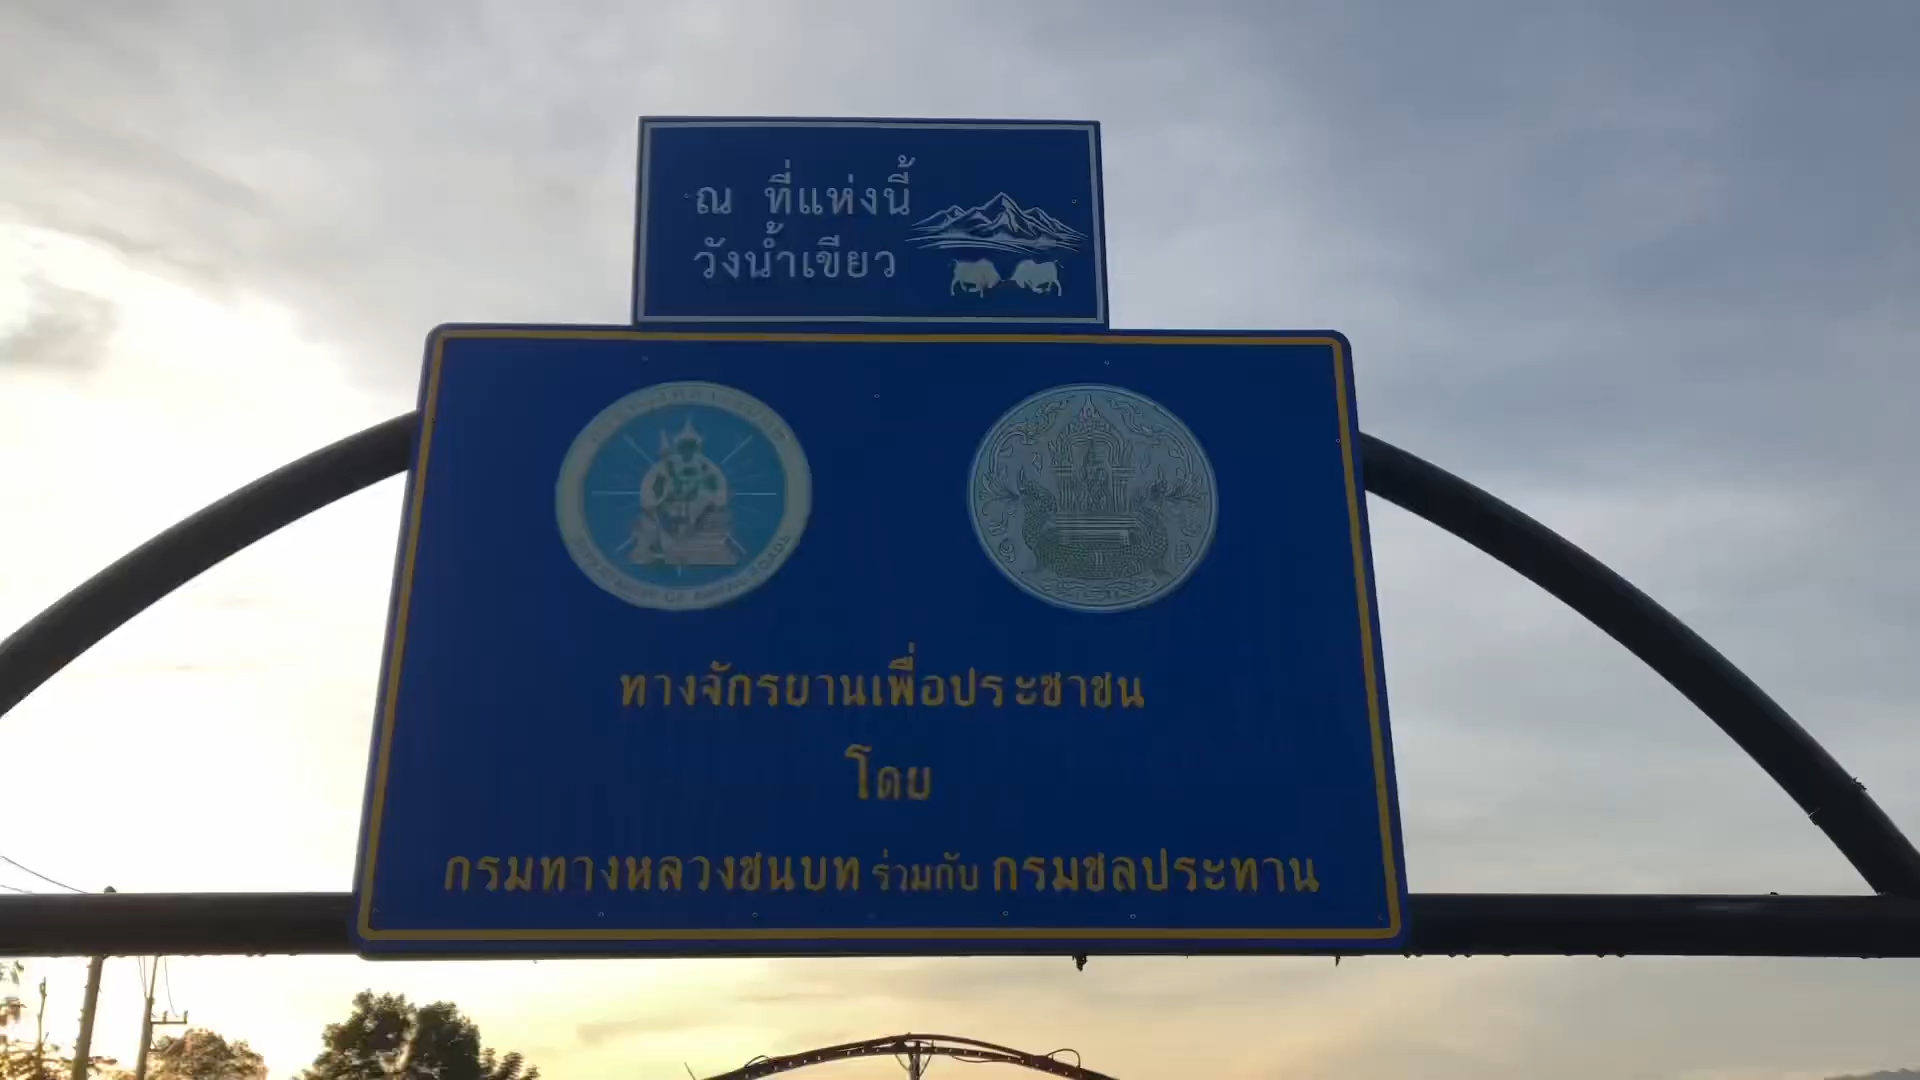 ณ ที่แห่งนี้
วังน้ำเขียว
ทางจักรยานเพื่อประชาชน
โดย
กรมทางหลวงชนบท ร่วมกับ กรมชลประทาน